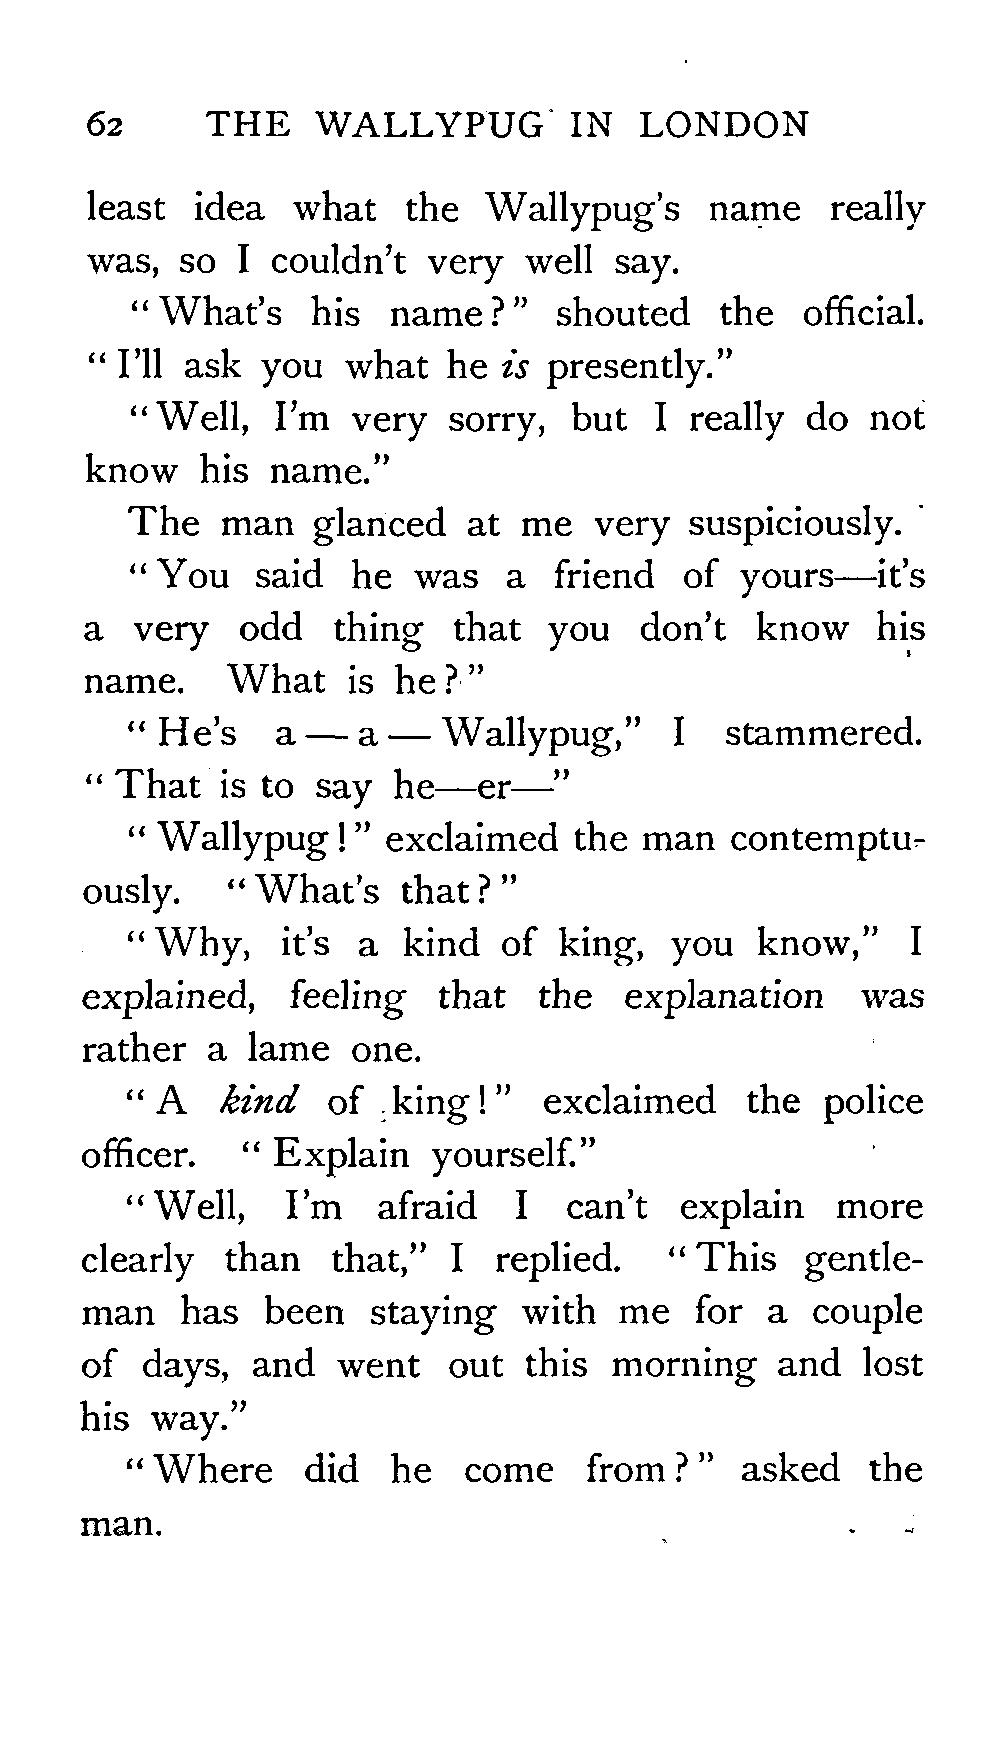 62 THE WALLYPUG IN LONDON
least idea what the Wallypug's name really
was, so I couldn't very well say.
"What's his name?" shouted the official.
"I'll ask you what he is presently."
"Well, I'm very sorry, but I really do not
know his name."
The man glanced at me very suspiciously.
"You said he was a friend of yours—it's
a very odd thing that you don't know his
name. What is he?"
"He's a — a — Wallypug," I stammered.
"That is to say he—er—"
"Wallypug!" exclaimed the man contemptu-
ously. "What's that?"
"Why, it's a kind of king, you know," I
explained, feeling that the explanation was
rather a lame one.
"A kind of king!" exclaimed the police
officer. "Explain yourself."
"Well, I'm afraid I can't explain more
clearly than that," I replied. "This gentle-
man has been staying with me for a couple
of days, and went out this morning and lost
his way."
"Where did he come from?" asked the
man.